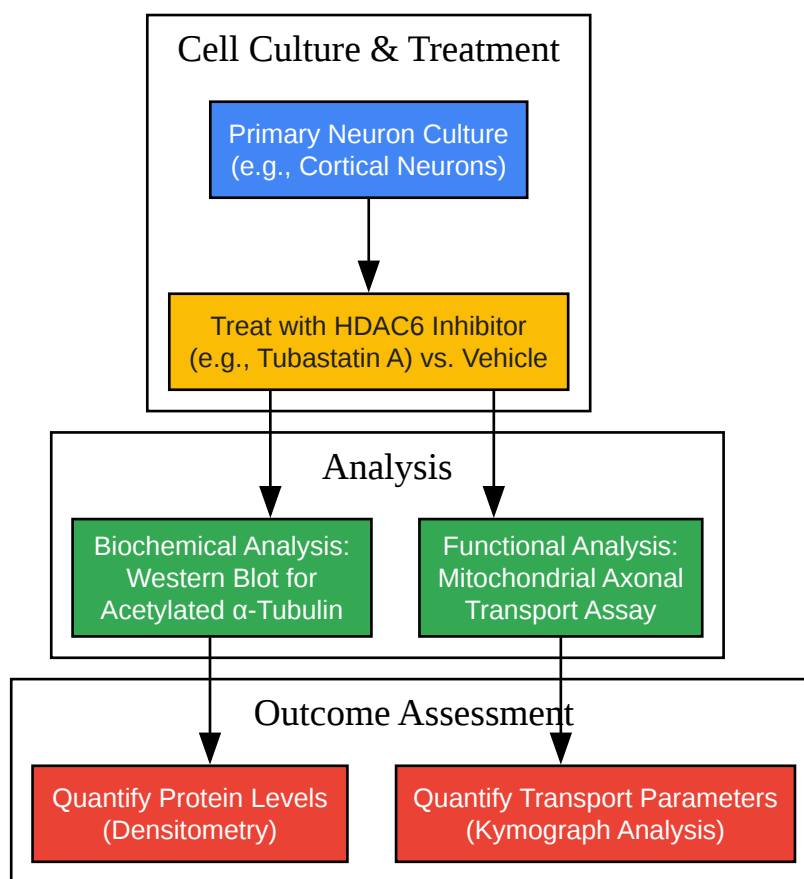 Cell Culture & Treatment
Primary Neuron Culture
(e.g., Cortical Neurons)
Treat with HDAC6 Inhibitor
(e.g., Tubastatin A) vs. Vehicle
Analysis
Biochemical Analysis:
Western Blot for
Acetylated α-Tubulin
Functional Analysis:
Mitochondrial Axonal
Transport Assay
Outcome Assessment
Quantify Protein Levels
(Densitometry)
Quantify Transport Parameters
(Kymograph Analysis)